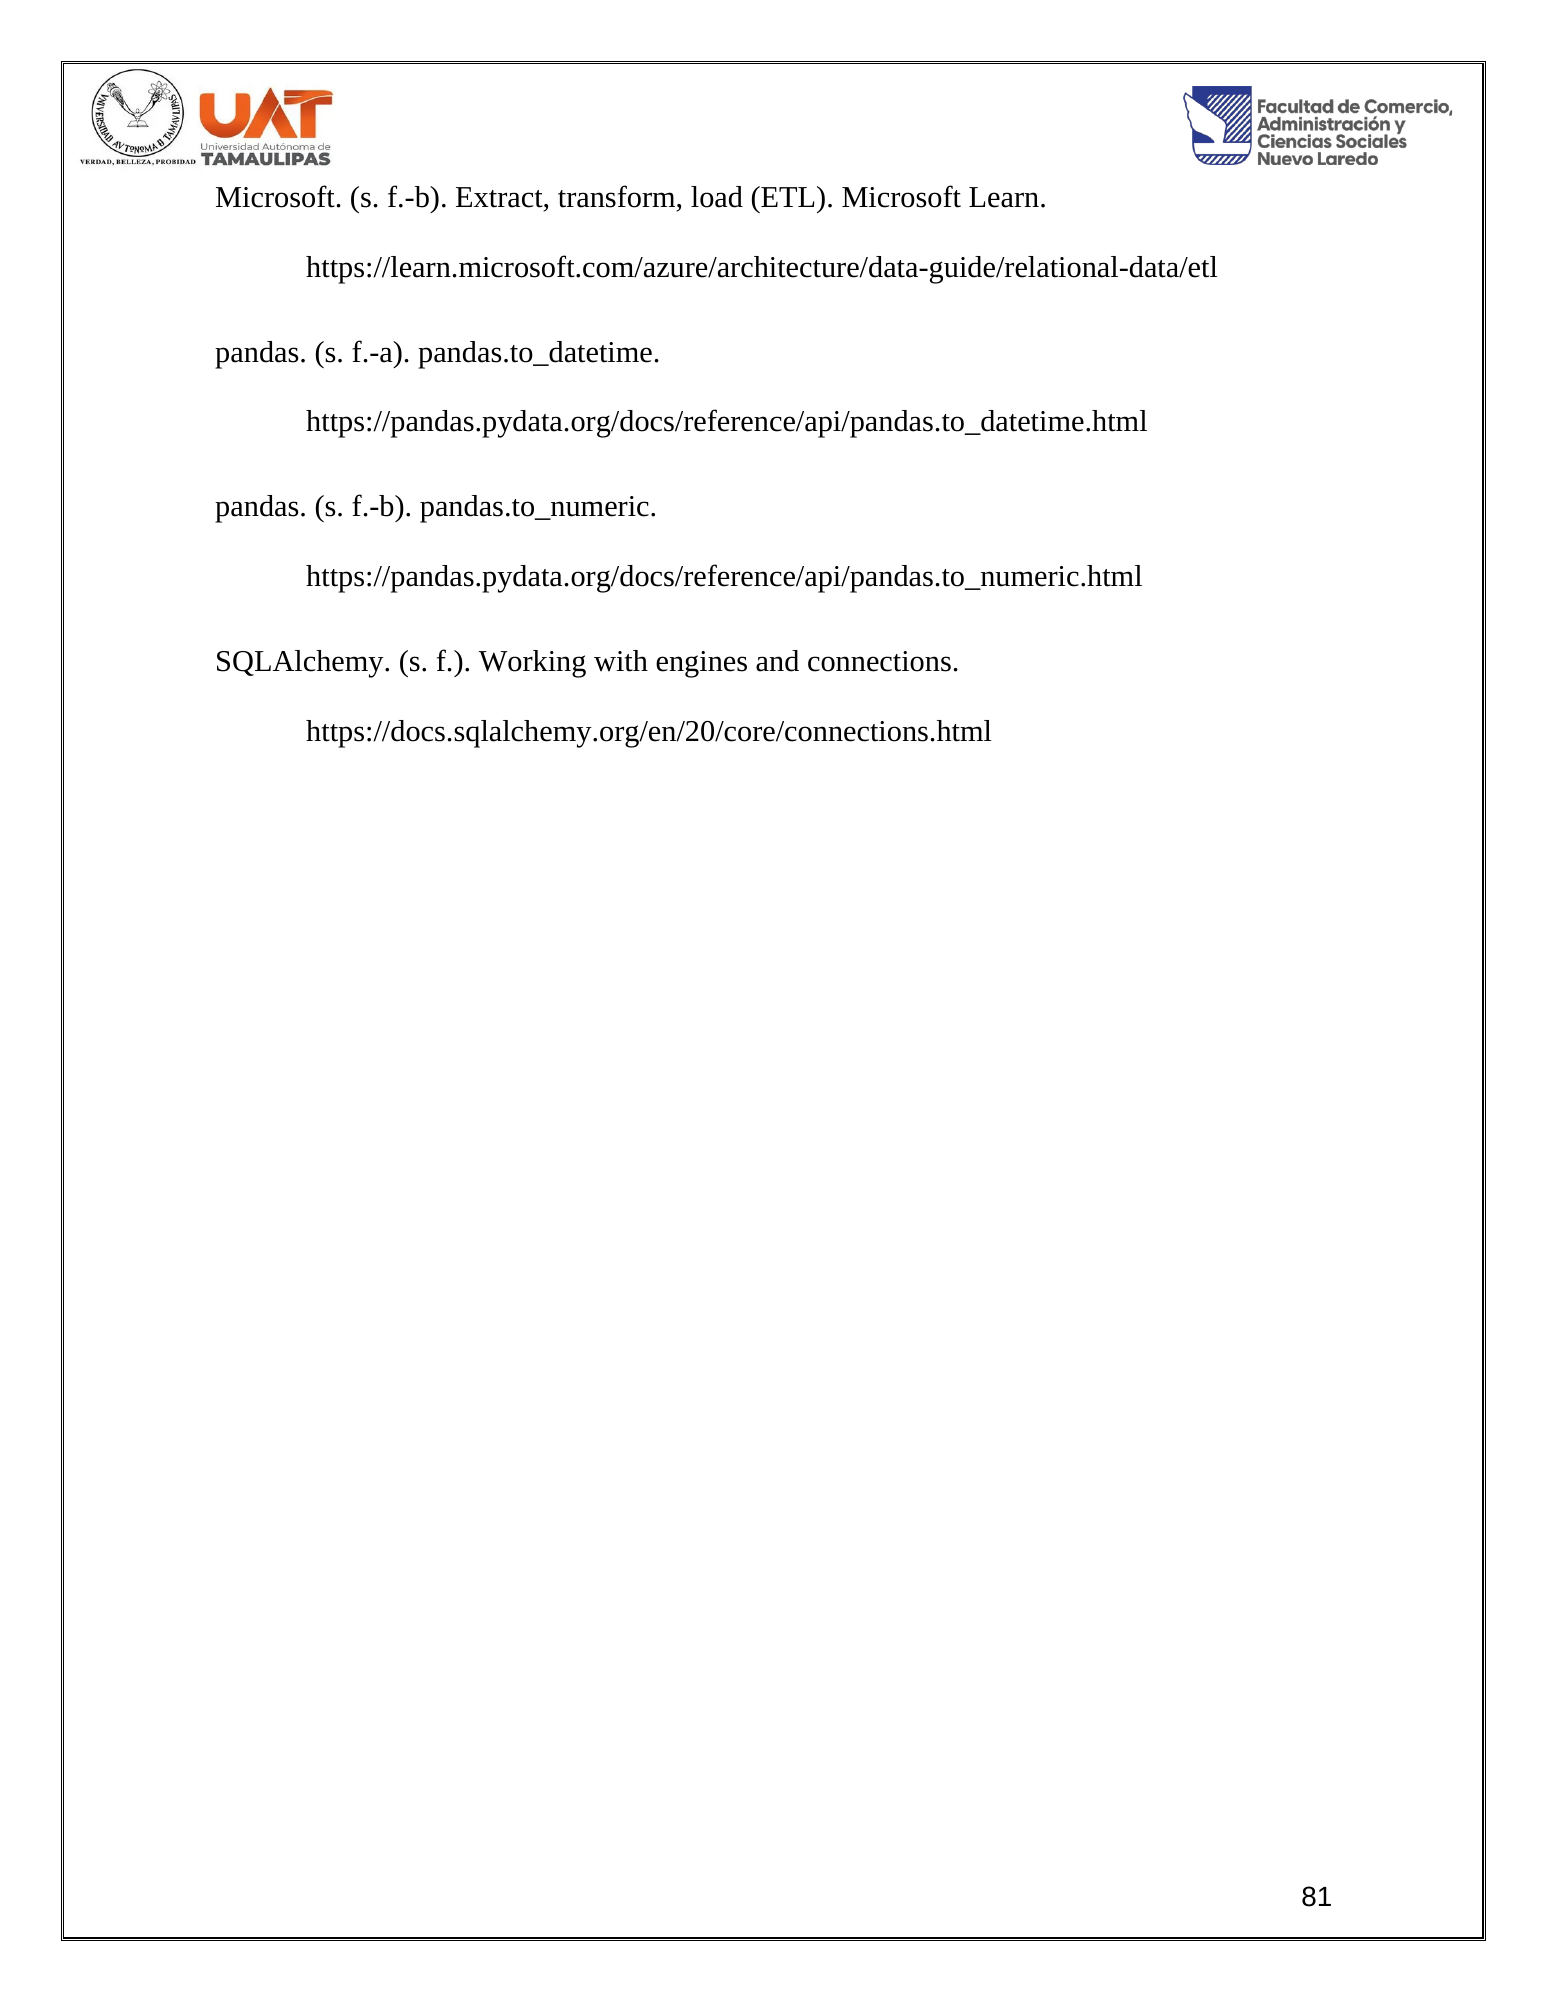 VNIVERSIDAD AVTONOMA D TAMAVLIPAS
VERDAD, BELLEZA, PROBIDAD
UAT
Universidad Autónoma de
TAMAULIPAS
Facultad de Comercio,
Administración y
Ciencias Sociales
Nuevo Laredo
Microsoft. (s. f.-b). Extract, transform, load (ETL). Microsoft Learn.
https://learn.microsoft.com/azure/architecture/data-guide/relational-data/etl
pandas. (s. f.-a). pandas.to_datetime.
https://pandas.pydata.org/docs/reference/api/pandas.to_datetime.html
pandas. (s. f.-b). pandas.to_numeric.
https://pandas.pydata.org/docs/reference/api/pandas.to_numeric.html
SQLAlchemy. (s. f.). Working with engines and connections.
https://docs.sqlalchemy.org/en/20/core/connections.html
81